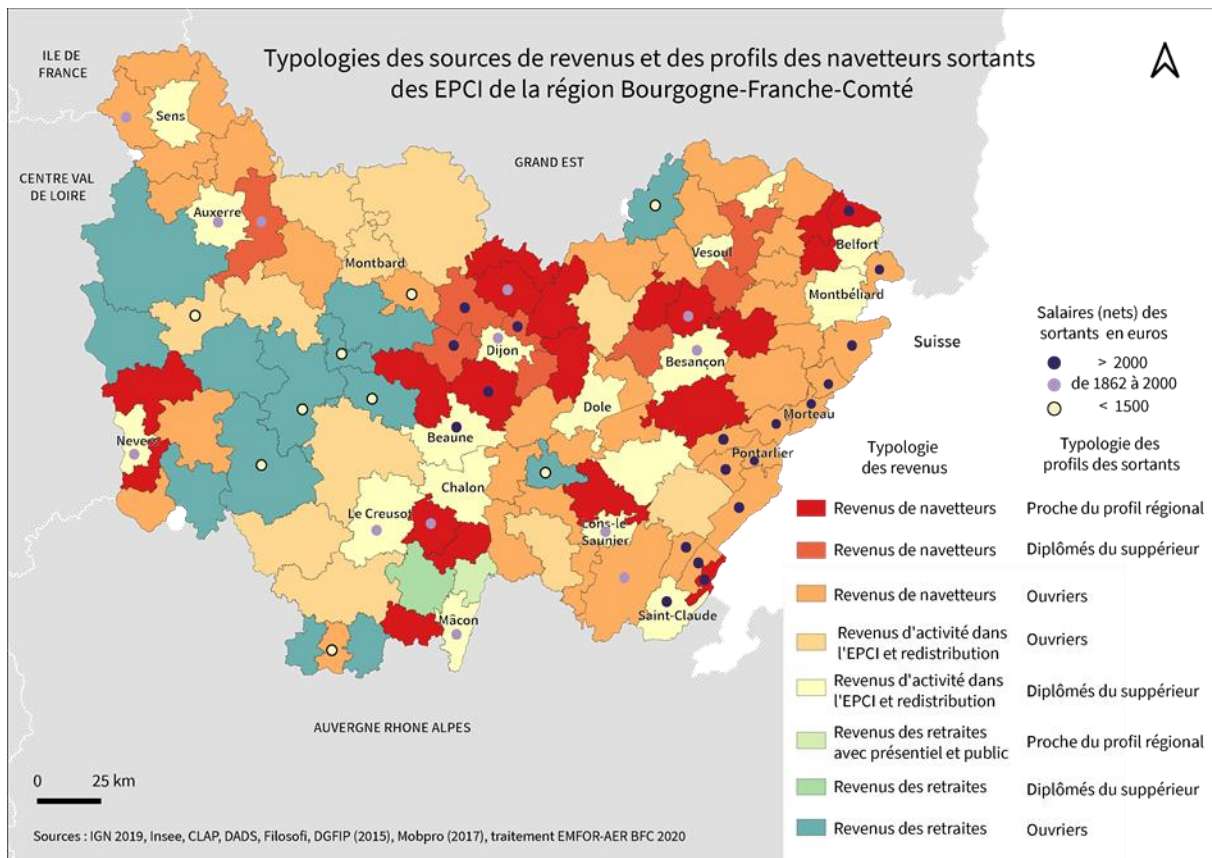 Typologies des sources de revenus et des profils des navetteurs sortants
des EPCI de la région Bourgogne-Franche-Comté
ILE DE
FRANCE
Sens
GRAND EST
CENTRE VAL
DE LOIRE
Auxerre
Montbard
Vesoul
Belfort
Montbéliard
Dijon
Besançon
Suisse
Dole
Morteau
Beaune
Nevers
Pontarlier
Chalon
Le Creusot
Lons-le
Saunier
Saint-Claude
Mâcon
AUVERGNE RHONE ALPES
Salaires (nets) des
sortants en euros
> 2000
de 1862 à 2000
< 1500
Typologie
des revenus
Typologie des
profils des sortants
Revenus de navetteurs
Proche du profil régional
Revenus de navetteurs
Diplômés du suppérieur
Revenus de navetteurs
Ouvriers
Revenus d'activité dans
l'EPCI et redistribution
Ouvriers
Revenus d'activité dans
l'EPCI et redistribution
Diplômés du suppérieur
Revenus des retraites
avec présentiel et public
Proche du profil régional
Revenus des retraites
Diplômés du suppérieur
Revenus des retraites
Ouvriers
0 25 km
Sources : IGN 2019, Insee, CLAP, DADS, Filosofi, DGFIP (2015), Mobpro (2017), traitement EMFOR-AER BFC 2020